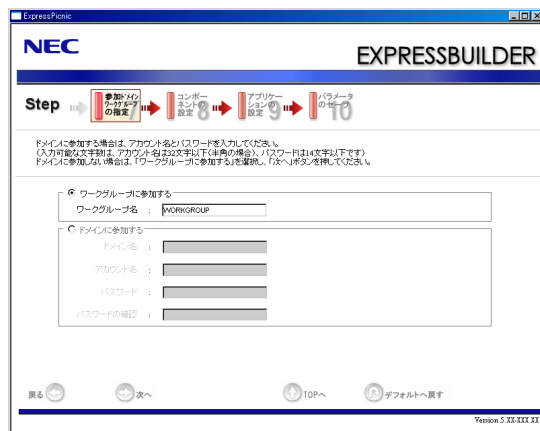 ExpressPicnic
NEC
EXPRESSBUILDER
Step
参加ドメイン
ワークグループ
の指定 7
コンポー
ネントの
設定 8
アプリケー
ションの
設定 9
パラメータ
のセーブ 10
ドメインに参加する場合は、アカウント名とパスワードを入力してください。
(入力可能な文字数は、アカウント名は32文字以下(半角の場合)、パスワードは14文字以下です)
ドメインに参加しない場合は、「ワークグループに参加する」を選択し、「次へ」ボタンを押してください。
ワークグループに参加する
ワークグループ名 : WORKGROUP
ドメインに参加する
ドメイン名 :
アカウント名 :
パスワード :
パスワードの確認 :
戻る 次へ TOPへ デフォルトへ戻す
Version 5.XX-XXX.XX